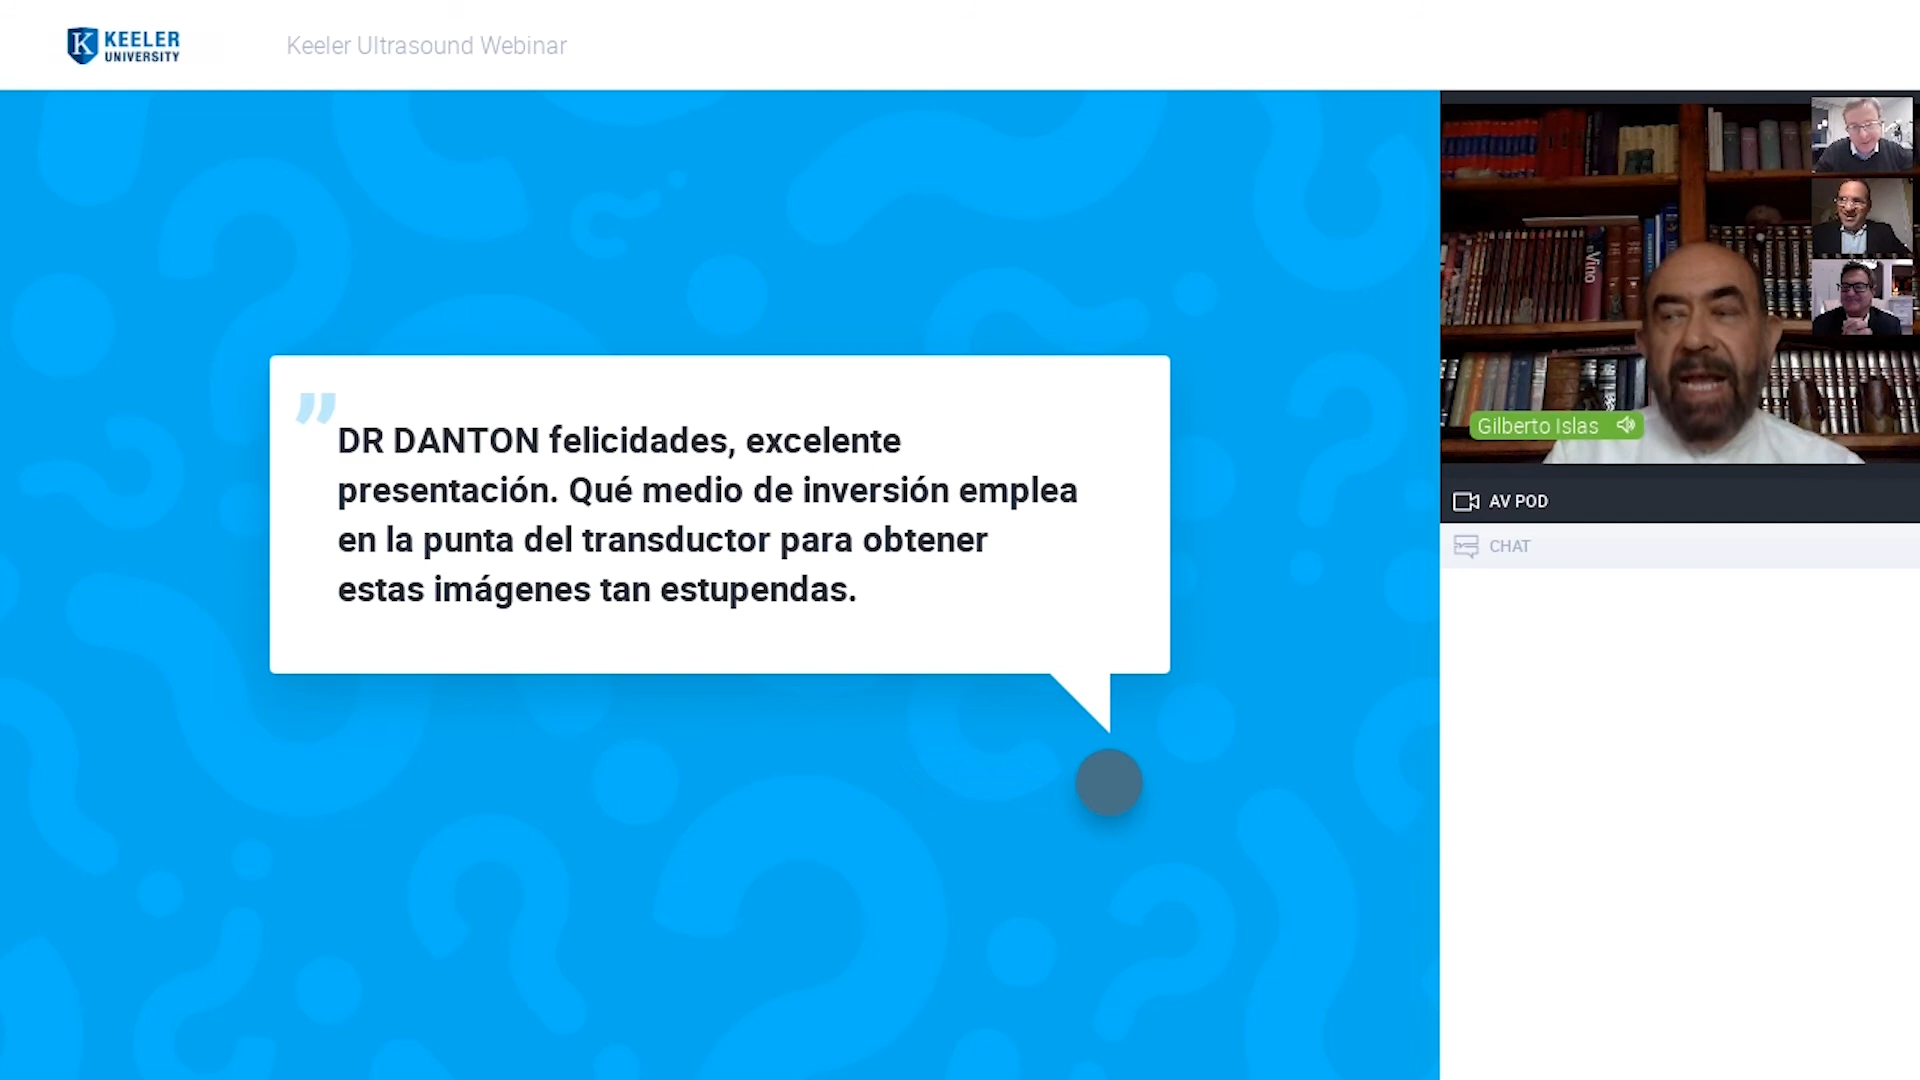 KEELER
UNIVERSITY
Keeler Ultrasound Webinar
DR DANTON felicidades, excelente
presentación. Qué medio de inversión emplea
en la punta del transductor para obtener
estas imágenes tan estupendas.
Vino
Gilberto Islas
AV POD
CHAT